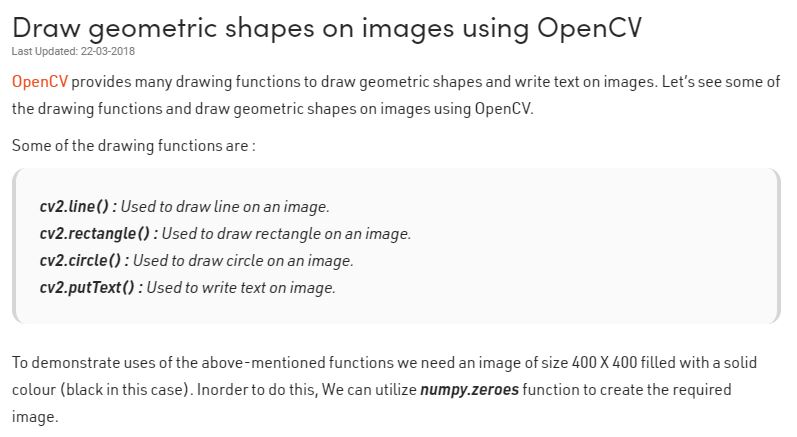 Draw geometric shapes on images using OpenCV
Last Updated: 22-03-2018
OpenCV provides many drawing functions to draw geometric shapes and write text on images. Let's see some of
the drawing functions and draw geometric shapes on images using OpenCV.
Some of the drawing functions are :
cv2.line() : Used to draw line on an image.
cv2.rectangle() : Used to draw rectangle on an image.
cv2.circle() : Used to draw circle on an image.
cv2.putText() : Used to write text on image.
To demonstrate uses of the above-mentioned functions we need an image of size 400 X 400 filled with a solid
colour (black in this case). Inorder to do this, We can utilize numpy.zeroes function to create the required
image.